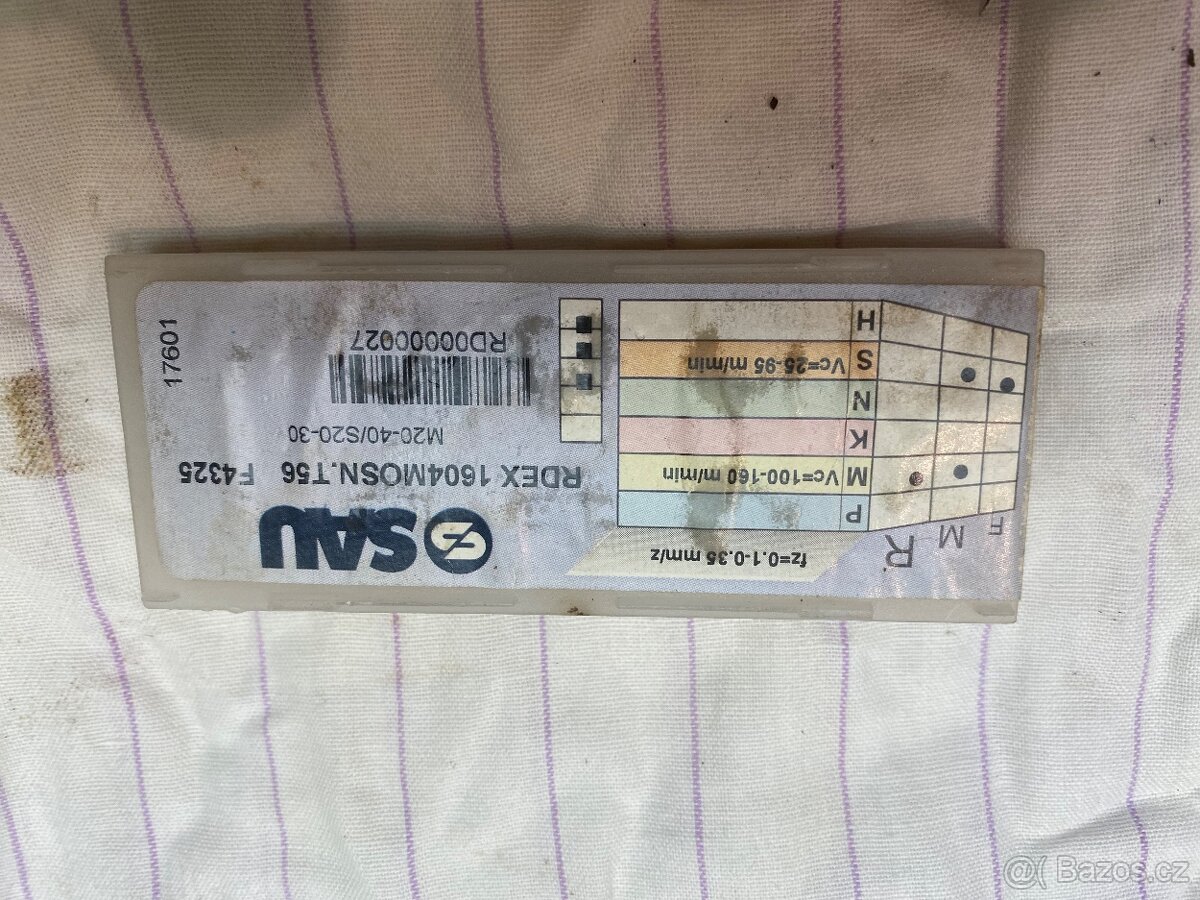 SAU
RDEX 1604MOSN.T56 F4325
M20-40/S20-30
RD00000027
17601
fz=0.1-0.35 mm/z
R M F
P
M Vc=100-160 m/min
K
N
S Vc=25-95 m/min
H
@( Bazos.cz